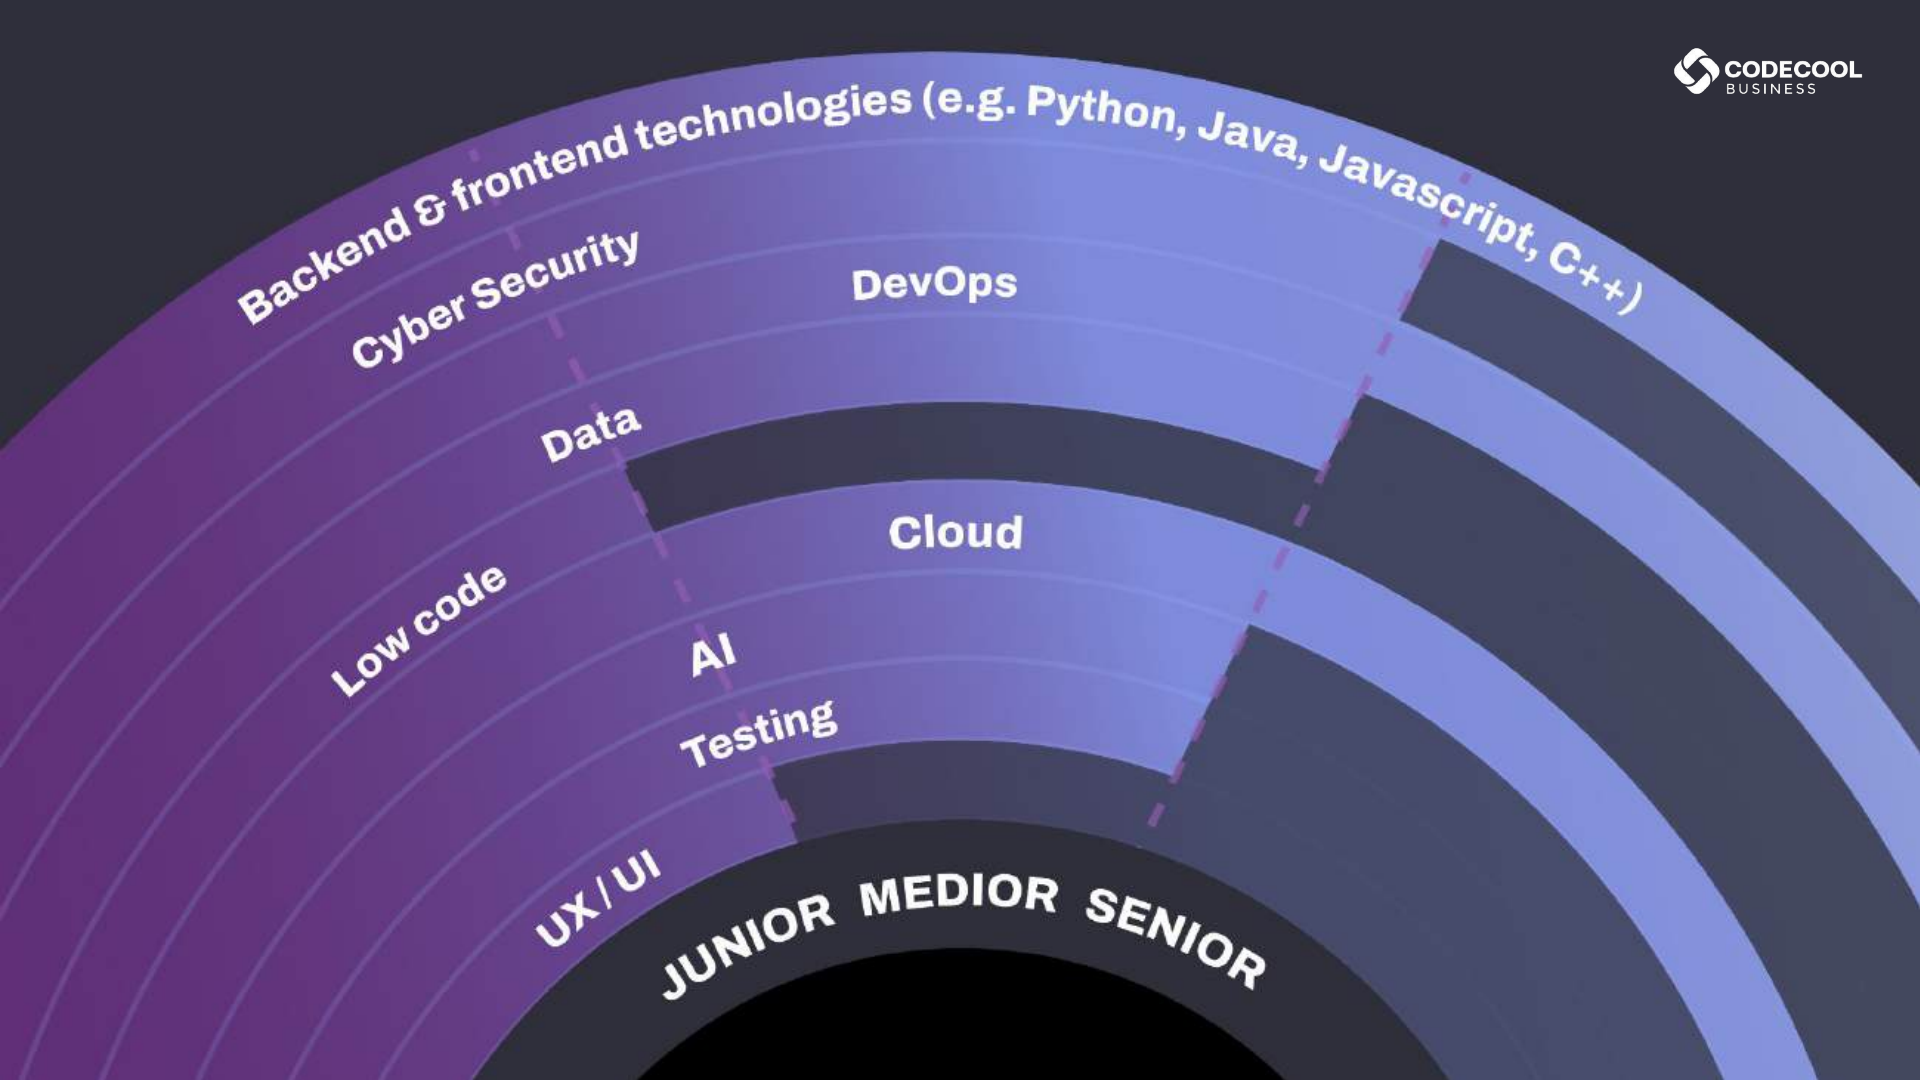 CODECOOL
BUSINESS
Backend & frontend technologies (e.g. Python, Java, Javascript, C++)
Cyber Security
DevOps
Data
Low code
Cloud
AI
Testing
UX / UI
JUNIOR MEDIOR SENIOR